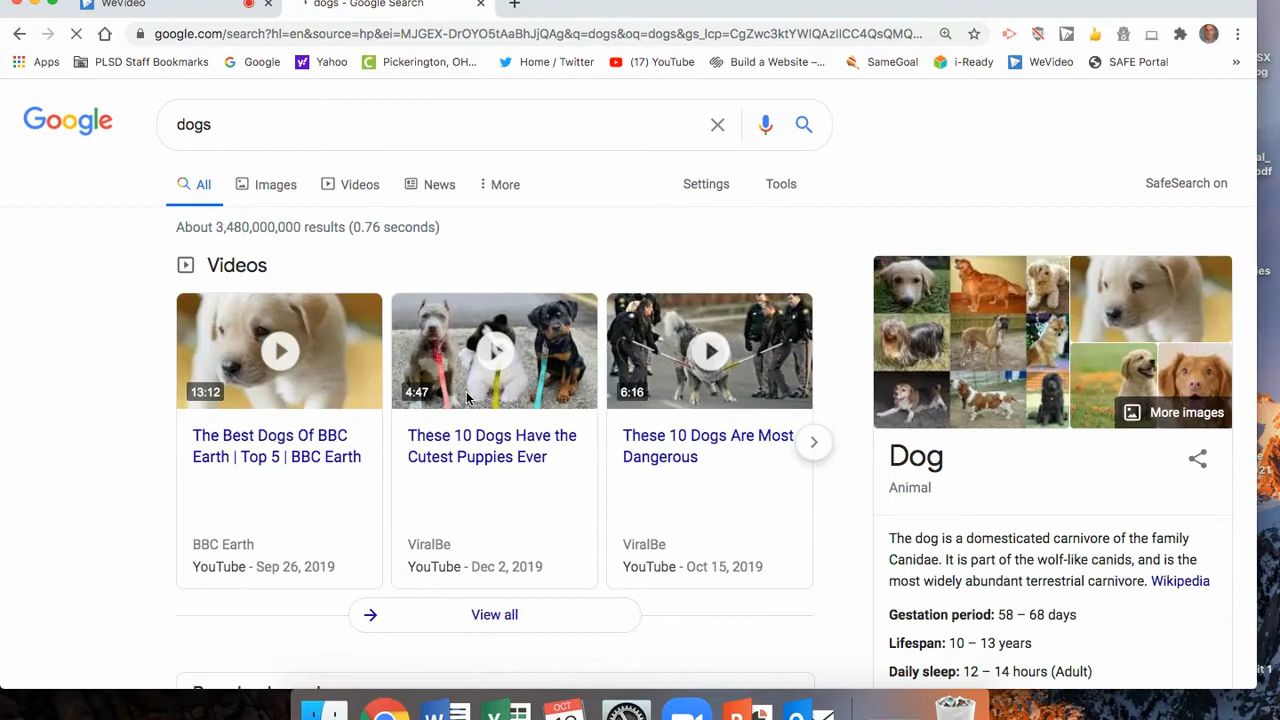 WeVideo
dogs - Google Search
google.com/search?hl=en&source=hp&ei=MJGEX-DrOYO5tAbBhJjQAg&q=dogs&oq=dogs&gs_lcp=CgZwc3ktYWIQAzIICC4QsQMQ...
Apps
PLSD Staff Bookmarks
Google
Yahoo
Pickerington, OH...
Home / Twitter
(17) YouTube
Build a Website –...
SameGoal
i-Ready
WeVideo
SAFE Portal
»
Google
dogs
All
Images
Videos
News
More
Settings
Tools
SafeSearch on
About 3,480,000,000 results (0.76 seconds)
Videos
13:12
4:47
6:16
The Best Dogs Of BBC
Earth | Top 5 | BBC Earth
BBC Earth
YouTube - Sep 26, 2019
These 10 Dogs Have the
Cutest Puppies Ever
ViralBe
YouTube - Dec 2, 2019
These 10 Dogs Are Most
Dangerous
ViralBe
YouTube - Oct 15, 2019
View all
More images
Dog
Animal
The dog is a domesticated carnivore of the family
Canidae. It is part of the wolf-like canids, and is the
most widely abundant terrestrial carnivore. Wikipedia
Gestation period: 58 – 68 days
Lifespan: 10 – 13 years
Daily sleep: 12 – 14 hours (Adult)
OCT